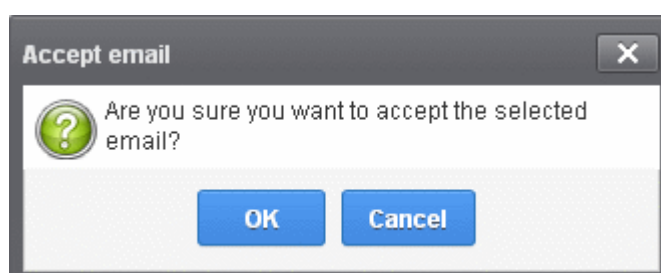 Accept email
Are you sure you want to accept the selected
email?
OK
Cancel